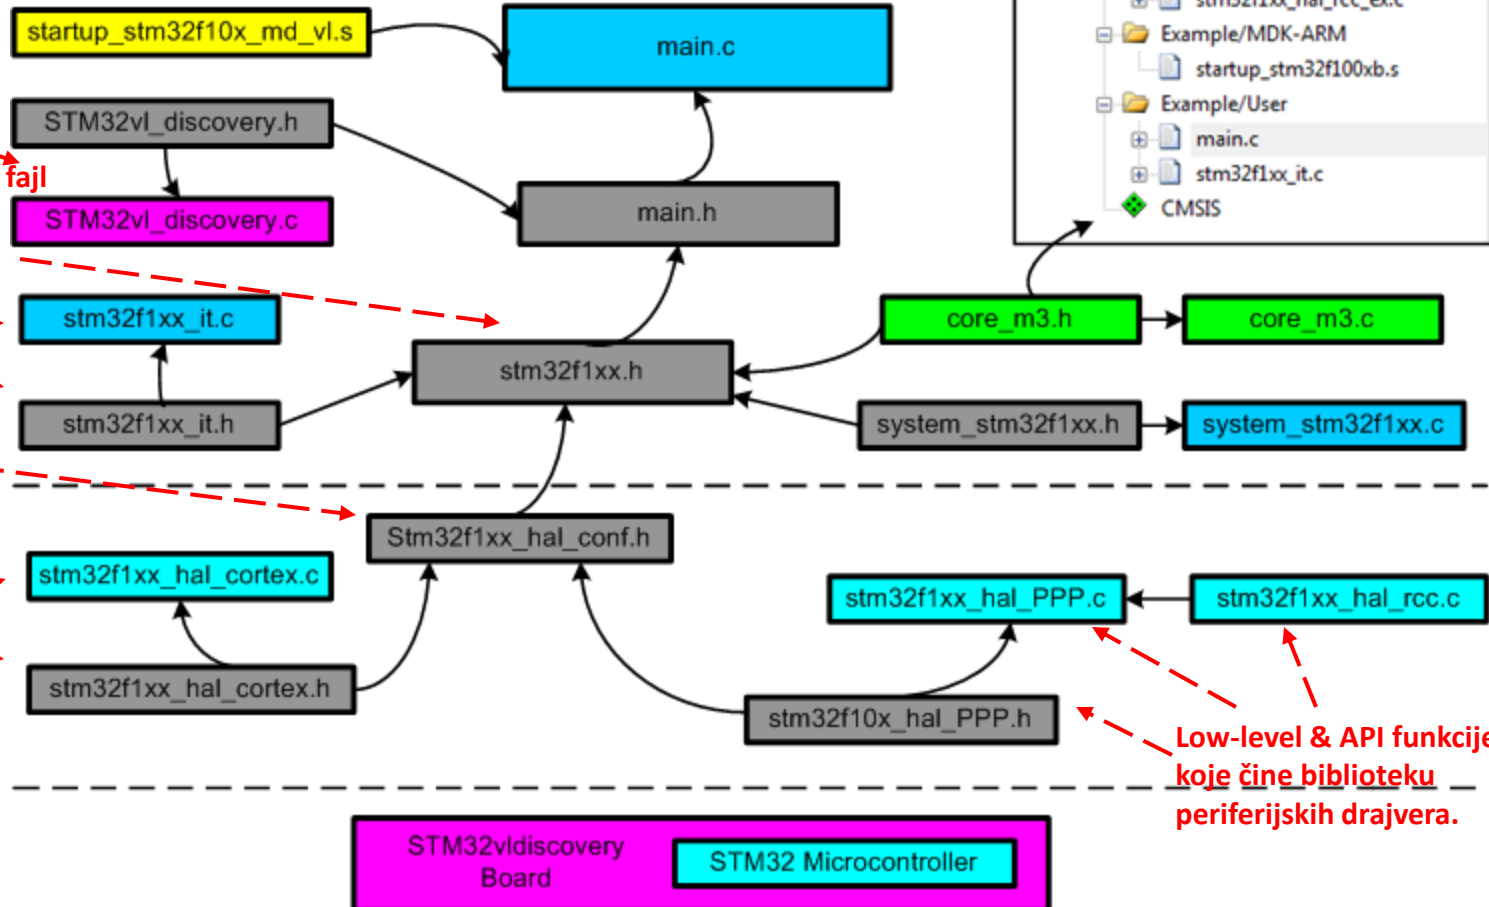 stm32f1xx_hal_rcc_ex.c
startup_stm32f10x_md_vl.s
main.c
Example/MDK-ARM
startup_stm32f100xb.s
Example/User
main.c
stm32f1xx_it.c
CMSIS
STM32vl_discovery.h
fajl
STM32vl_discovery.c
main.h
stm32f1xx_it.c
core_m3.h
core_m3.c
stm32f1xx.h
stm32f1xx_it.h
system_stm32f1xx.h
system_stm32f1xx.c
Stm32f1xx_hal_conf.h
stm32f1xx_hal_cortex.c
stm32f1xx_hal_PPP.c
stm32f1xx_hal_rcc.c
stm32f1xx_hal_cortex.h
stm32f10x_hal_PPP.h
Low-level & API funkcije
koje čine biblioteku
periferijskih drajvera.
STM32vldiscovery
Board
STM32 Microcontroller